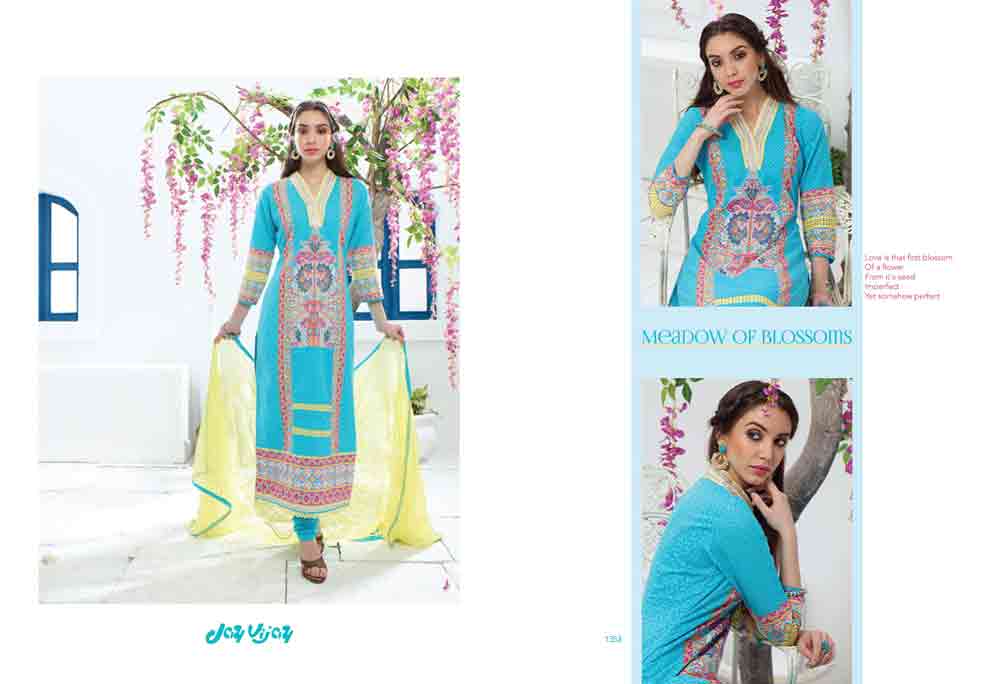 Jay Vijay
1358
MEADOW OF BLOSSOMS
Love is that first blossom
Of a flower
From it's seed
Imperfect
Yet somehow perfect